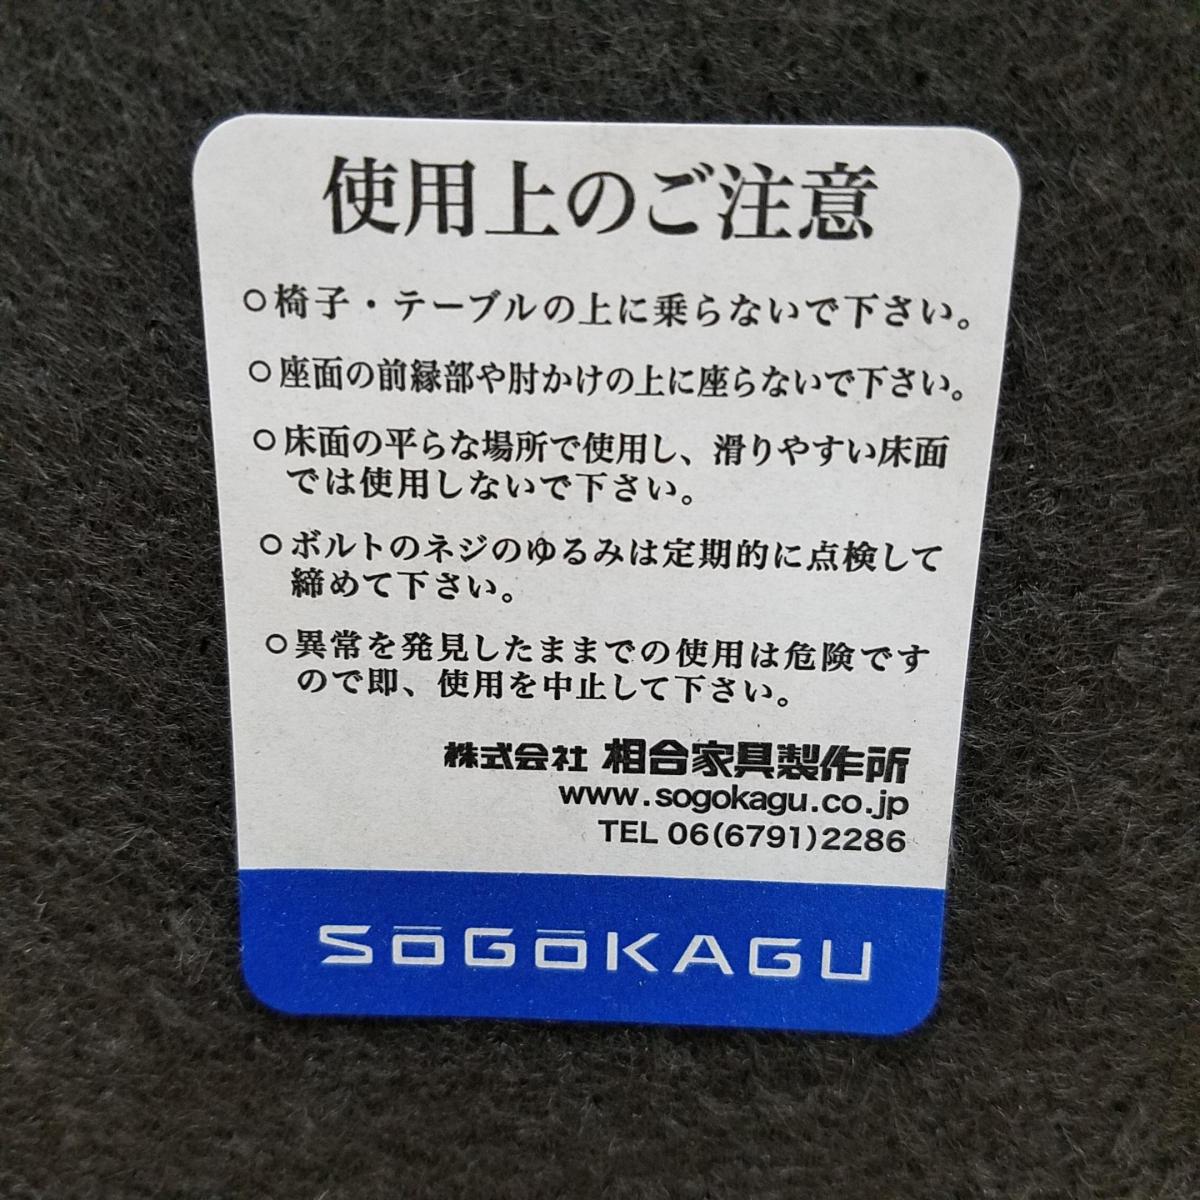 使用上のご注意
○椅子・テーブルの上に乗らないで下さい。
○座面の前縁部や肘かけの上に座らないで下さい。
○床面の平らな場所で使用し、滑りやすい床面
では使用しないで下さい。
○ボルトのネジのゆるみは定期的に点検して
締めて下さい。
○異常を発見したままでの使用は危険です
ので即、使用を中止して下さい。
株式会社 相合家具製作所
www.sogokagu.co.jp
TEL 06(6791)2286
SŌGŌKAGU